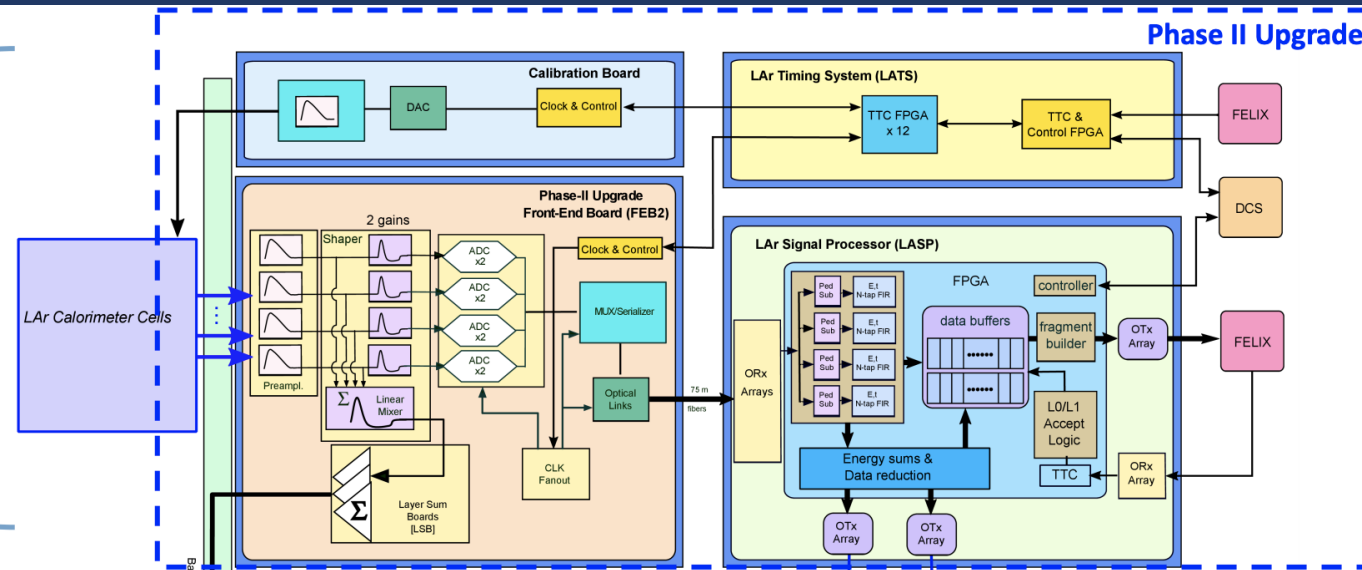 Phase II Upgrade
Calibration Board
DAC
Clock & Control
LAr Timing System (LATS)
TTC FPGA
x 12
TTC &
Control FPGA
FELIX
DCS
Phase-II Upgrade
Front-End Board (FEB2)
2 gains
Shaper
ADC
x2
ADC
x2
ADC
x2
ADC
x2
Clock & Control
MUX/Serializer
Optical
Links
75 m
fibers
Preampl.
Σ
Linear
Mixer
CLK
Fanout
Σ
Layer Sum
Boards
[LSB]
LAr Calorimeter Cells
Ba
LAr Signal Processor (LASP)
FPGA
ORx
Arrays
Ped
Sub
E,t
N-tap FIR
Ped
Sub
E,t
N-tap FIR
Ped
Sub
E,t
N-tap FIR
Ped
Sub
E,t
N-tap FIR
data buffers
controller
fragment
builder
OTx
Array
FELIX
L0/L1
Accept
Logic
TTC
ORx
Array
Energy sums &
Data reduction
OTx
Array
OTx
Array